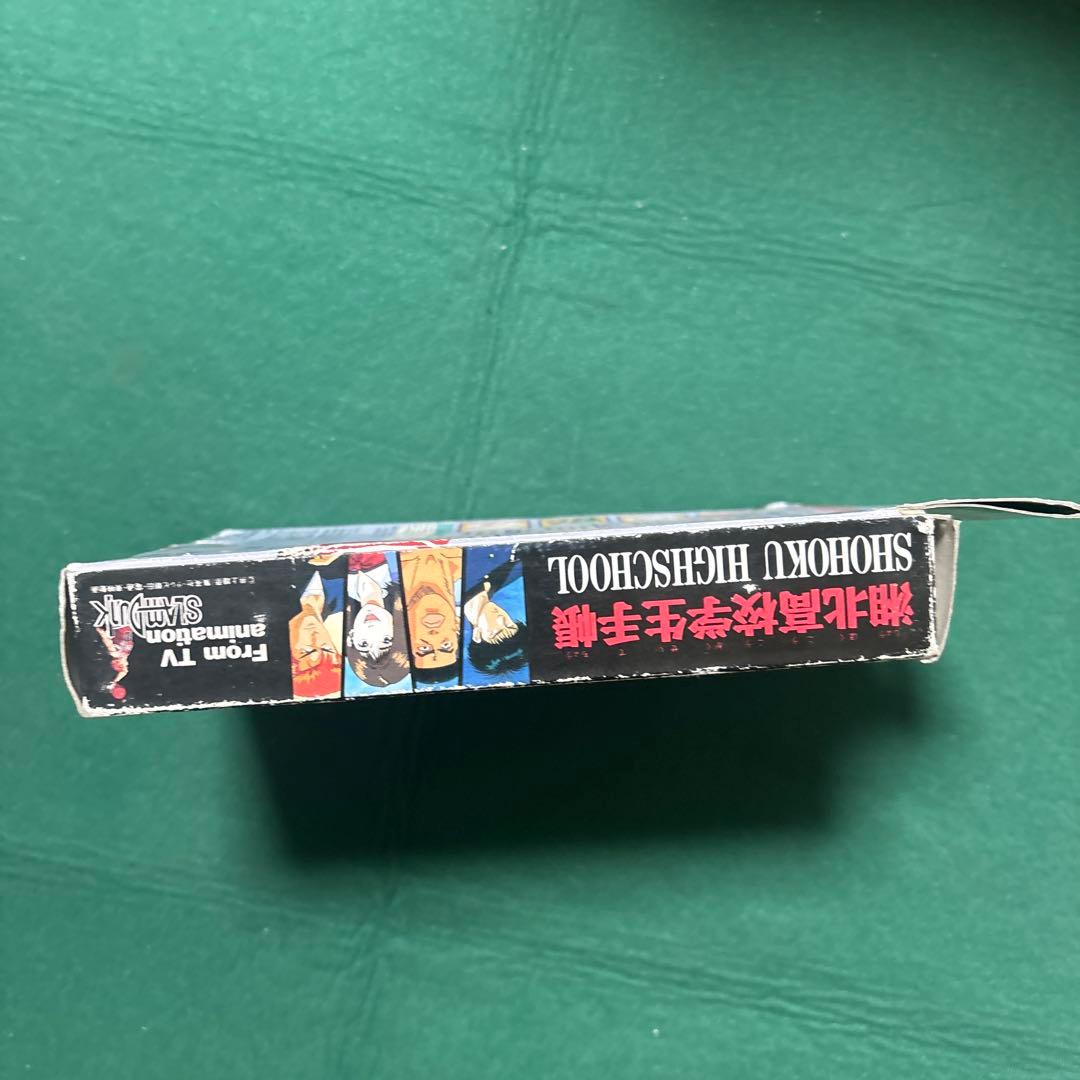 SHOHOKU HIGHSCHOOL
湘北高校学生手帳
From TV
animation
SLAM DUNK